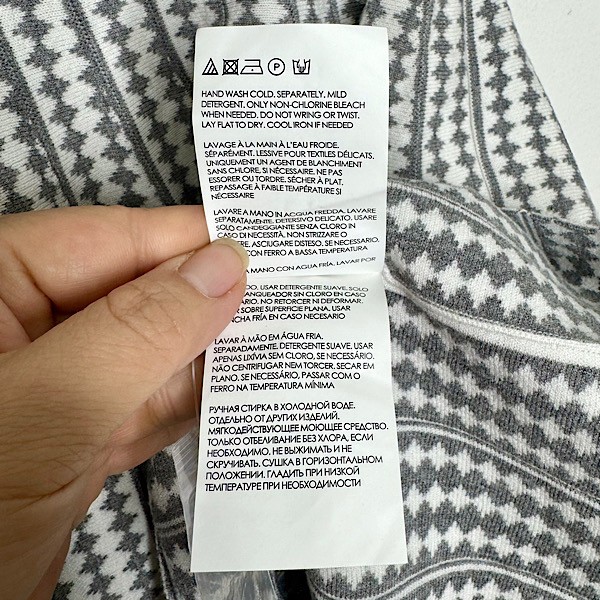 HAND WASH COLD, SEPARATELY, MILD
DETERGENT, ONLY NON-CHLORINE BLEACH
WHEN NEEDED. DO NOT WRING OR TWIST.
LAY FLAT TO DRY. COOL IRON IF NEEDED
LAVAGE À LA MAIN À L'EAU FROIDE.
SÉPARÉMENT. LESSIVE POUR TEXTILES DÉLICATS.
UNIQUEMENT UN AGENT DE BLANCHIMENT
SANS CHLORE, SI NÉCESSAIRE. NE PAS
ESSORER OU TORDRE. SÉCHER À PLAT.
REPASSAGE À FAIBLE TEMPÉRATURE SI
NÉCESSAIRE
LAVARE A MANO IN ACQUA FREDDA, LAVARE
SEPARATAMENTE, DETERSIVO DELICATO. USARE
SOLO CANDEGGIANTE SENZA CLORO IN
CASO DI NECESSITÀ. NON STRIZZARE O
ERE, ASCIUGARE DISTESO. SE NECESSARIO,
CON FERRO A BASSA TEMPERATURA
A MANO CON AGUA FRÍA. LAVAR POR
DO. USAR DETERGENTE SUAVE. SOLO
ANQUEADOR SIN CLORO EN CASO
IO. NO RETORCER NI DEFORMAR.
R SOBRE SUPERFICIE PLANA. USAR
NCHA FRÍA EN CASO NECESARIO
LAVAR À MÃO EM ÁGUA FRIA.
SEPARADAMENTE. DETERGENTE SUAVE. USAR
APENAS LIXÍVIA SEM CLORO, SE NECESSÁRIO.
NÃO CENTRIFUGAR NEM TORCER. SECAR EM
PLANO. SE NECESSÁRIO, PASSAR COM O
FERRO NA TEMPERATURA MÍNIMA
РУЧНАЯ СТИРКА В ХОЛОДНОЙ ВОДЕ.
ОТДЕЛЬНО ОТ ДРУГИХ ИЗДЕЛИЙ.
МЯГКОДЕЙСТВУЮЩЕЕ МОЮЩЕЕ СРЕДСТВО.
ТОЛЬКО ОТБЕЛИВАНИЕ БЕЗ ХЛОРА, ЕСЛИ
НЕОБХОДИМО. НЕ ВЫЖИМАТЬ И НЕ
СКРУЧИВАТЬ. СУШКА В ГОРИЗОНТАЛЬНОМ
ПОЛОЖЕНИИ. ГЛАДИТЬ ПРИ НИЗКОЙ
ТЕМПЕРАТУРЕ ПРИ НЕОБХОДИМОСТИ